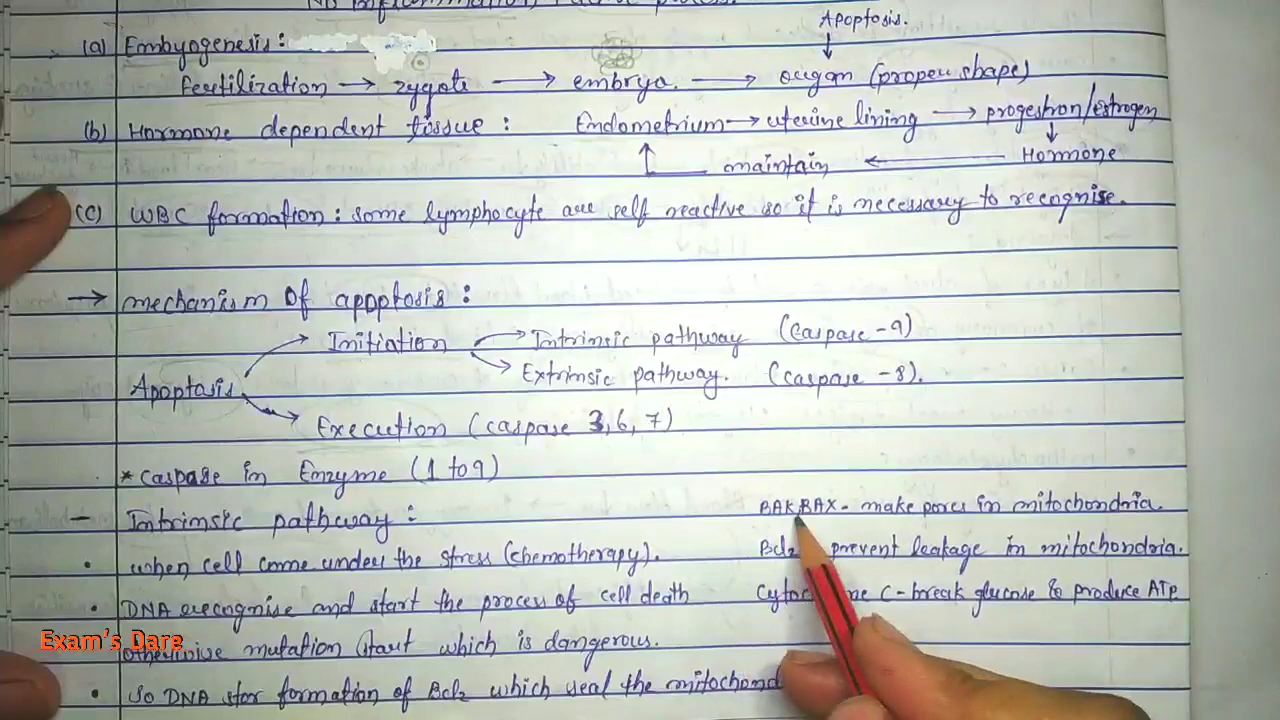 Apoptosis.
(a) Embyogenesis:
Fertilization → zygote → embryo. → organ (proper shape)
(b) Hormone dependent tissue: Endometrium → uterine lining → progestron/estrogen
maintain ← Hormone
(c) WBC formation: some lymphocyte are self reactive so it is necessary to recognise.
→ mechanism of apoptosis:
Initiation → Intrinsic pathway (caspase-9)
Apoptosis → Extrinsic pathway. (caspase-8).
Execution (caspase 3,6,7)
* caspase in Enzyme (1 to 9)
- Intrinsic pathway: BAK BAX- make pores in mitochondria.
• when cell come under the stress (chemotherapy). Bcl2 prevent leakage in mitochondria.
• DNA recognise and start the process of cell death C-break glucose & produce ATP
Exam's Dare
otherwise mutation start which is dangerous.
• so DNA stor formation of Bcl2 which seal the